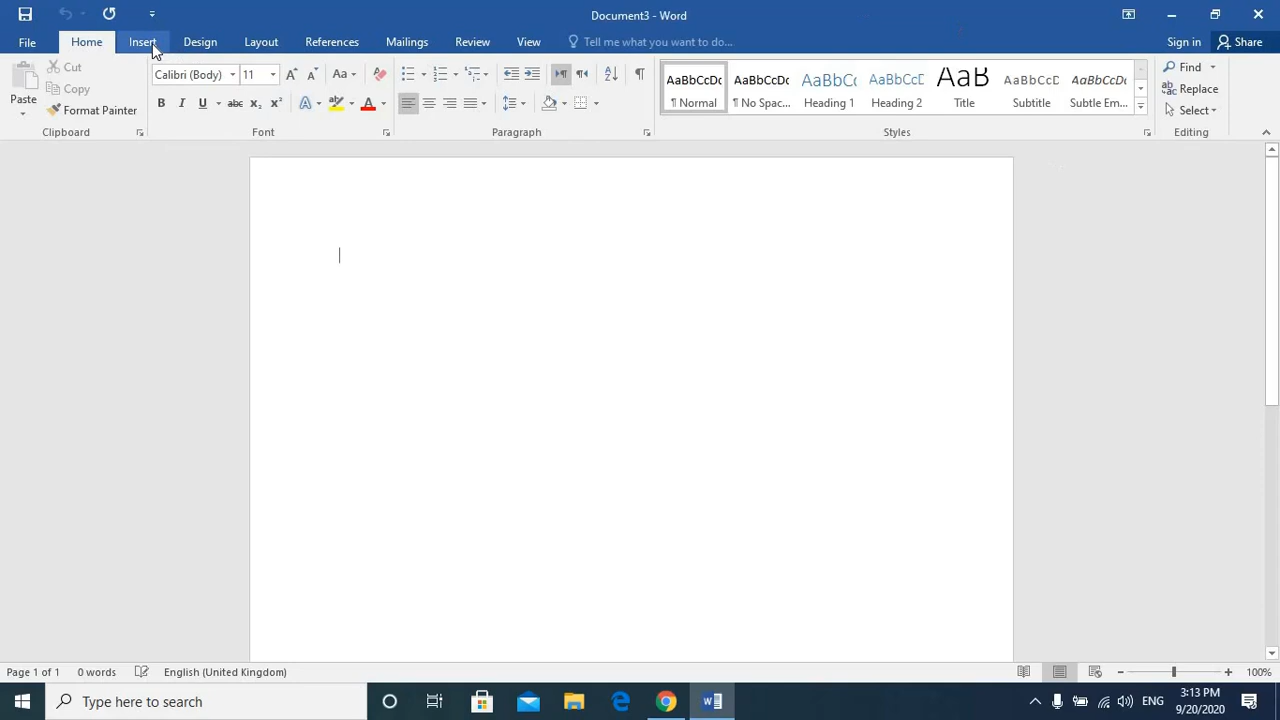 Document3 - Word
File Home Insert Design Layout References Mailings Review View Tell me what you want to do... Sign in Share
Paste
Cut
Copy
Format Painter
Clipboard
Calibri (Body) 11 Aa
B I U abc x₂ x² A A
Font
Paragraph
AaBbCcDc AaBbCcDc AaBbCc AaBbCcE AaB AaBbCcD AaBbCcDc
¶ Normal ¶ No Spac... Heading 1 Heading 2 Title Subtitle Subtle Em...
Styles
Find
Replace
Select
Editing
Page 1 of 1 0 words English (United Kingdom) 100%
Type here to search
ENG
3:13 PM
9/20/2020